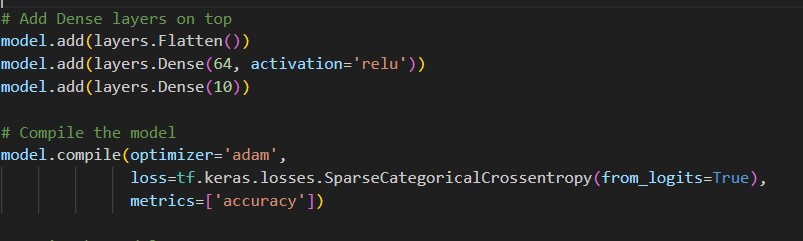 # Add Dense layers on top
model.add(layers.Flatten())
model.add(layers.Dense(64, activation='relu'))
model.add(layers.Dense(10))
# Compile the model
model.compile(optimizer='adam',
loss=tf.keras.losses.SparseCategoricalCrossentropy(from_logits=True),
metrics=['accuracy'])